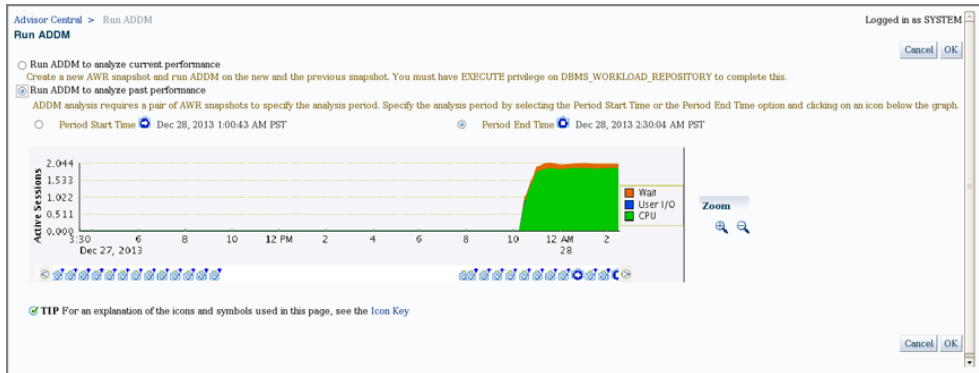 Advisor Central > Run ADDM
Logged in as SYSTEM
Run ADDM
Cancel OK
Run ADDM to analyze current performance
Create a new AWR snapshot and run ADDM on the new and the previous snapshot. You must have EXECUTE privilege on DBMS_WORKLOAD_REPOSITORY to complete this.
Run ADDM to analyze past performance
ADDM analysis requires a pair of AWR snapshots to specify the analysis period. Specify the analysis period by selecting the Period Start Time or the Period End Time option and clicking on an icon below the graph.
Period Start Time Dec 28, 2013 1:00:43 AM PST
Period End Time Dec 28, 2013 2:30:04 AM PST
Active Sessions
2.044
1.533
1.022
0.511
0.000
3:30 6 8 10 12 PM 2 4 6 8 10 12 AM 2
Dec 27, 2013 28
Wait
User I/O
CPU
Zoom
TIP For an explanation of the icons and symbols used in this page, see the Icon Key
Cancel OK